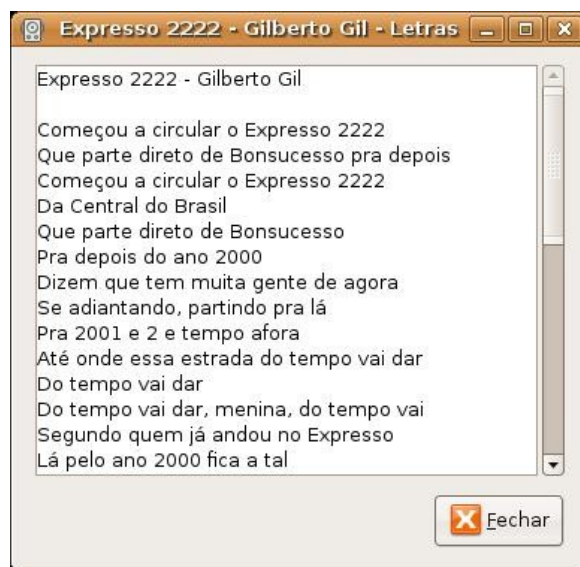 Expresso 2222 - Gilberto Gil - Letras
Expresso 2222 - Gilberto Gil
Começou a circular o Expresso 2222
Que parte direto de Bonsucesso pra depois
Começou a circular o Expresso 2222
Da Central do Brasil
Que parte direto de Bonsucesso
Pra depois do ano 2000
Dizem que tem muita gente de agora
Se adiantando, partindo pra lá
Pra 2001 e 2 e tempo afora
Até onde essa estrada do tempo vai dar
Do tempo vai dar
Do tempo vai dar, menina, do tempo vai
Segundo quem já andou no Expresso
Lá pelo ano 2000 fica a tal
Fechar